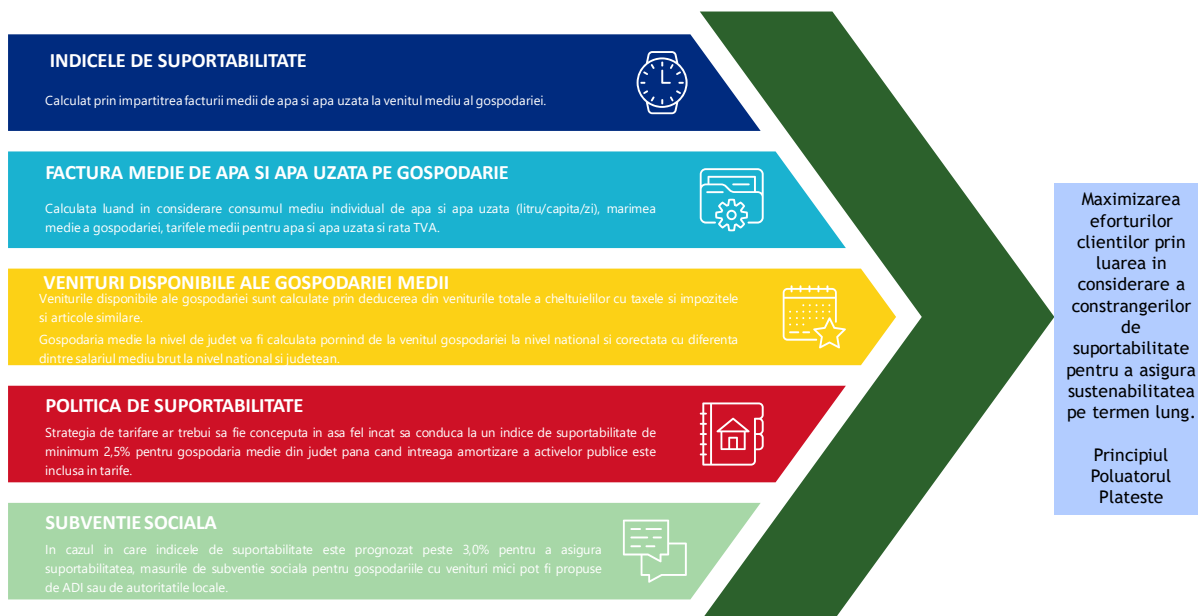 INDICELE DE SUPORTABILITATE
Calculat prin impartitrea facturii medii de apa si apa uzata la venitul mediu al gospodariei.
FACTURA MEDIE DE APA SI APA UZATA PE GOSPODARIE
Calculata luand in considerare consumul mediu individual de apa si apa uzata (litru/capita/zi), marimea
medie a gospodariei, tarifele medii pentru apa si apa uzata si rata TVA.
VENITURI DISPONIBILE ALE GOSPODARIEI MEDII
Veniturile disponibile ale gospodariei sunt calculate prin deducerea din veniturile totale a cheltuielilor cu taxele si impozitele
si articole similare.
Gospodaria medie la nivel de judet va fi calculata pornind de la venitul gospodariei la nivel national si corectata cu diferenta
dintre salariul mediu brut la nivel national si judetean.
POLITICA DE SUPORTABILITATE
Strategia de tarifare ar trebui sa fie conceputa in asa fel incat sa conduca la un indice de suportabilitate de
minimum 2,5% pentru gospodaria medie din judet pana cand intreaga amortizare a activelor publice este
inclusa in tarife.
SUBVENTIE SOCIALA
In cazul in care indicele de suportabilitate este prognozat peste 3,0% pentru a asigura
suportabilitatea, masurile de subventie sociala pentru gospodariile cu venituri mici pot fi propuse
de ADI sau de autoritatile locale.
Maximizarea
eforturilor
clientilor prin
luarea in
considerare a
constrangerilor
de
suportabilitate
pentru a asigura
sustenabilitatea
pe termen lung.
Principiul
Poluatorul
Plateste